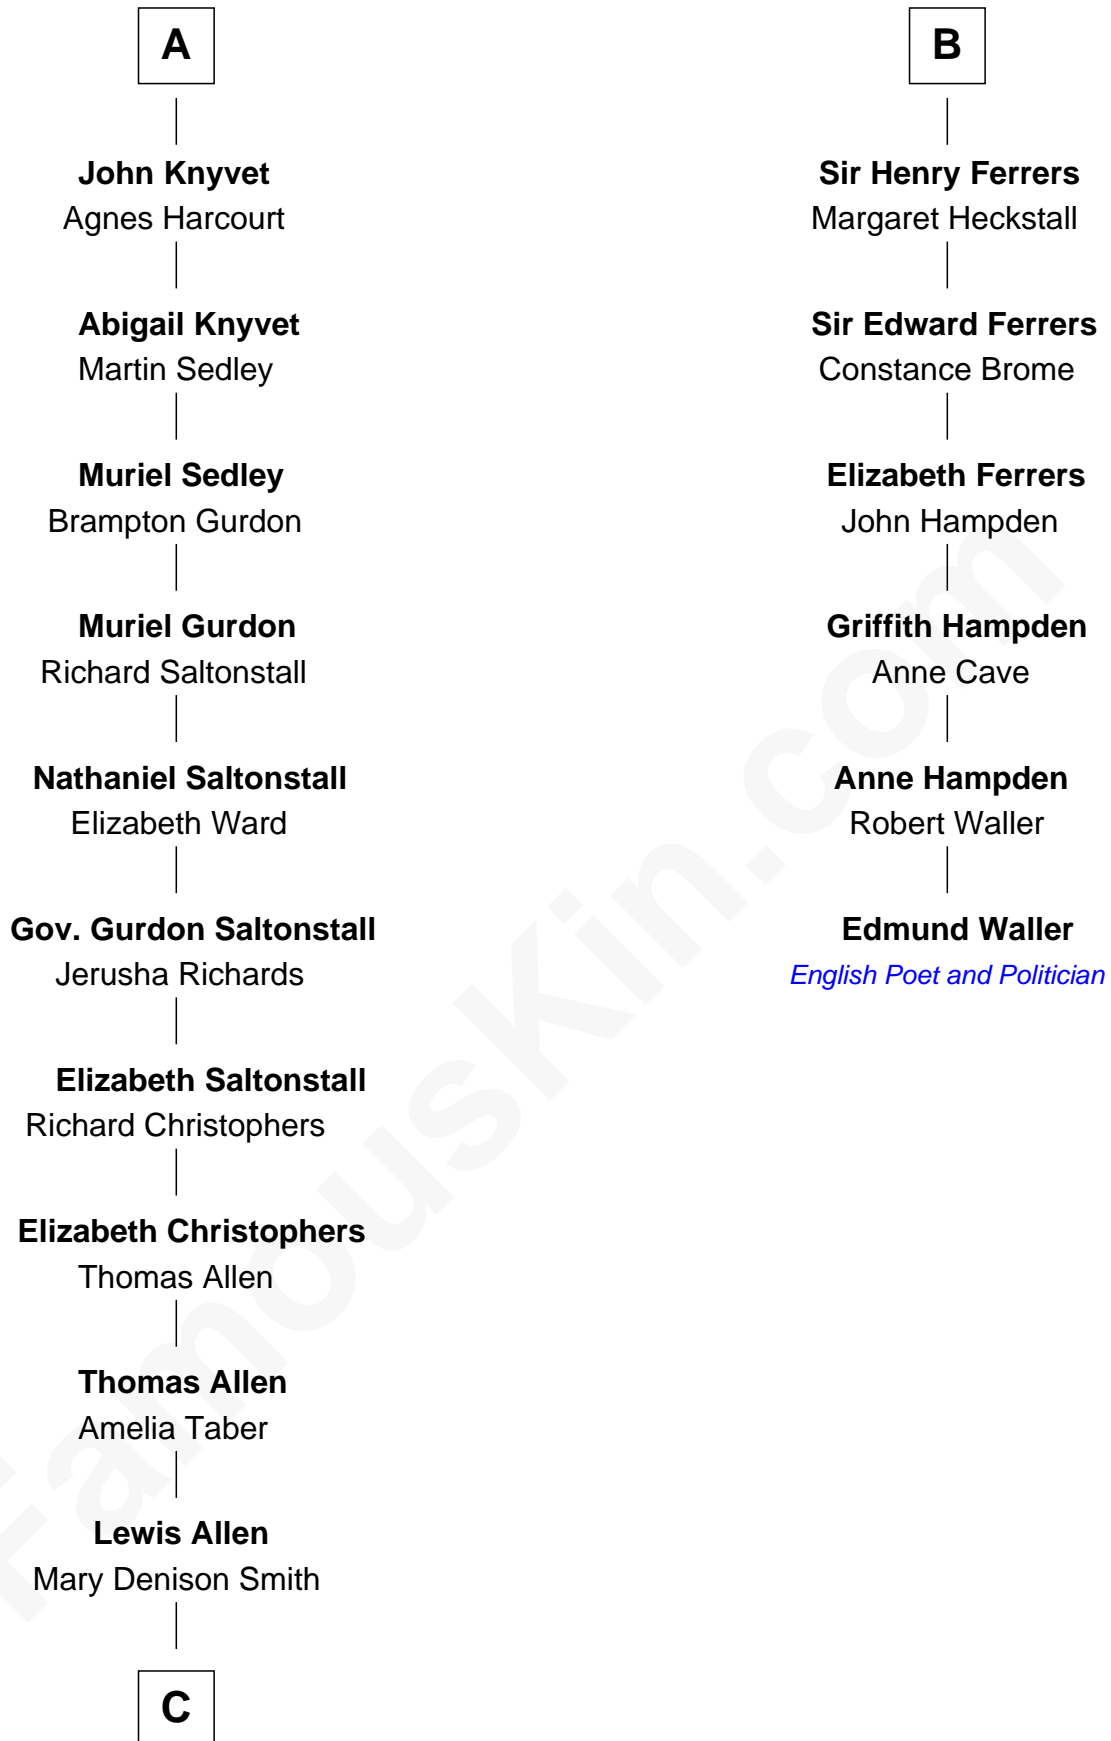 A
John Knyvet
Agnes Harcourt
Abigail Knyvet
Martin Sedley
Muriel Sedley
Brampton Gurdon
Muriel Gurdon
Richard Saltonstall
Nathaniel Saltonstall
Elizabeth Ward
Gov. Gurdon Saltonstall
Jerusha Richards
Elizabeth Saltonstall
Richard Christophers
Elizabeth Christophers
Thomas Allen
Thomas Allen
Amelia Taber
Lewis Allen
Mary Denison Smith
C
B
Sir Henry Ferrers
Margaret Heckstall
Sir Edward Ferrers
Constance Brome
Elizabeth Ferrers
John Hampden
Griffith Hampden
Anne Cave
Anne Hampden
Robert Waller
Edmund Waller
English Poet and Politician
FamousKin.com